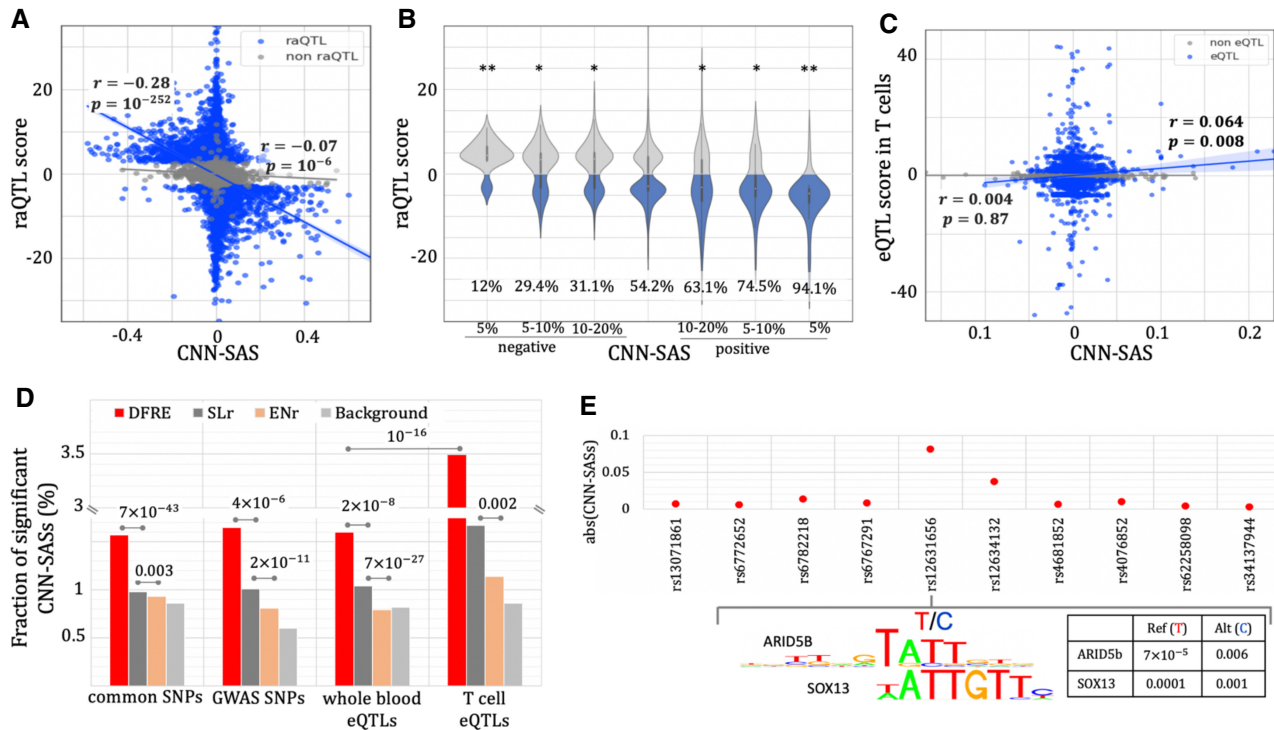 A
raQTL
non raQTL
20
0
-20
raQTL score
r = −0.28
p = 10−252
r = −0.07
p = 10−6
-0.4
0
0.4
CNN-SAS
B
raQTL score
20
0
-20
** * * * * **
12% 29.4% 31.1% 54.2% 63.1% 74.5% 94.1%
5% 5-10% 10-20% 10-20% 5-10% 5%
negative CNN-SAS positive
C
non eQTL
eQTL
eQTL score in T cells
40
0
-40
r = 0.064
p = 0.008
r = 0.004
p = 0.87
0.1 0 0.1 0.2
CNN-SAS
D
DFRE SLr ENr Background
Fraction of significant
CNN-SASs (%)
3.5
3
1
0.5
10−16
7×10−43
4×10−6
2×10−8
0.002
0.003
2×10−11
7×10−27
common SNPs
GWAS SNPs
whole blood
eQTLs
T cell
eQTLs
E
abs(CNN-SASs)
0.1
0.05
0
rs13071861
rs6772652
rs6782218
rs6767291
rs12631656
rs12634132
rs4681852
rs4076852
rs62258098
rs34137944
T/C
ARID5B
SOX13
TATT
TATTGTT
Ref (T) Alt (C)
ARID5b 7×10−5 0.006
SOX13 0.0001 0.001